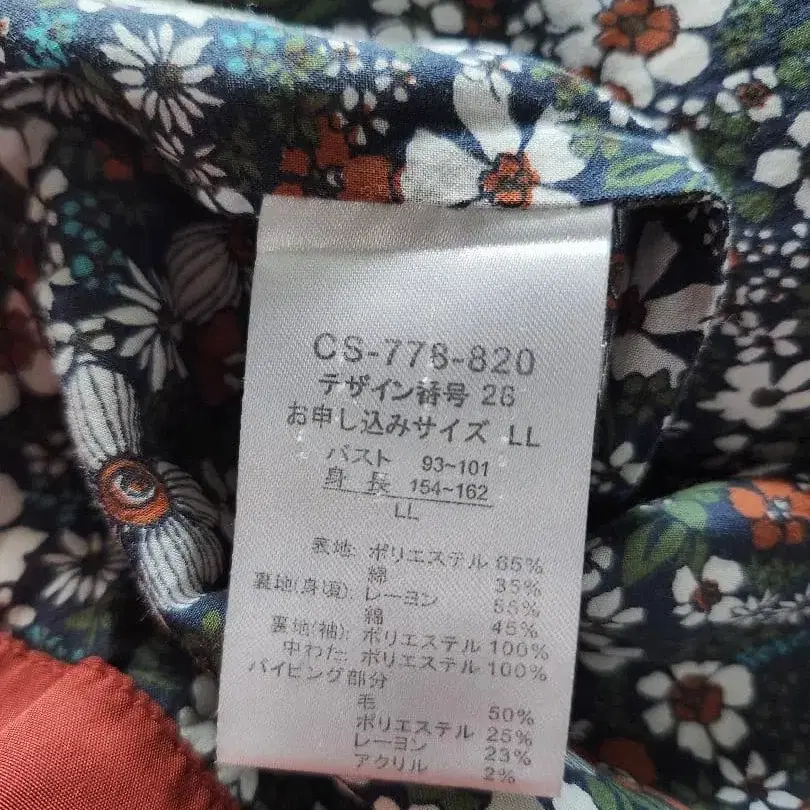 CS-778-820
デザイン番号 26
お申し込みサイズ LL
バスト 93~101
身長 154~162
LL
表地: ポリエステル 65%
綿 35%
裏地(身頃): レーヨン 55%
綿 45%
裏地(袖): ポリエステル 100%
中わた: ポリエステル 100%
パイピング部分
毛 50%
ポリエステル 25%
レーヨン 23%
アクリル 2%